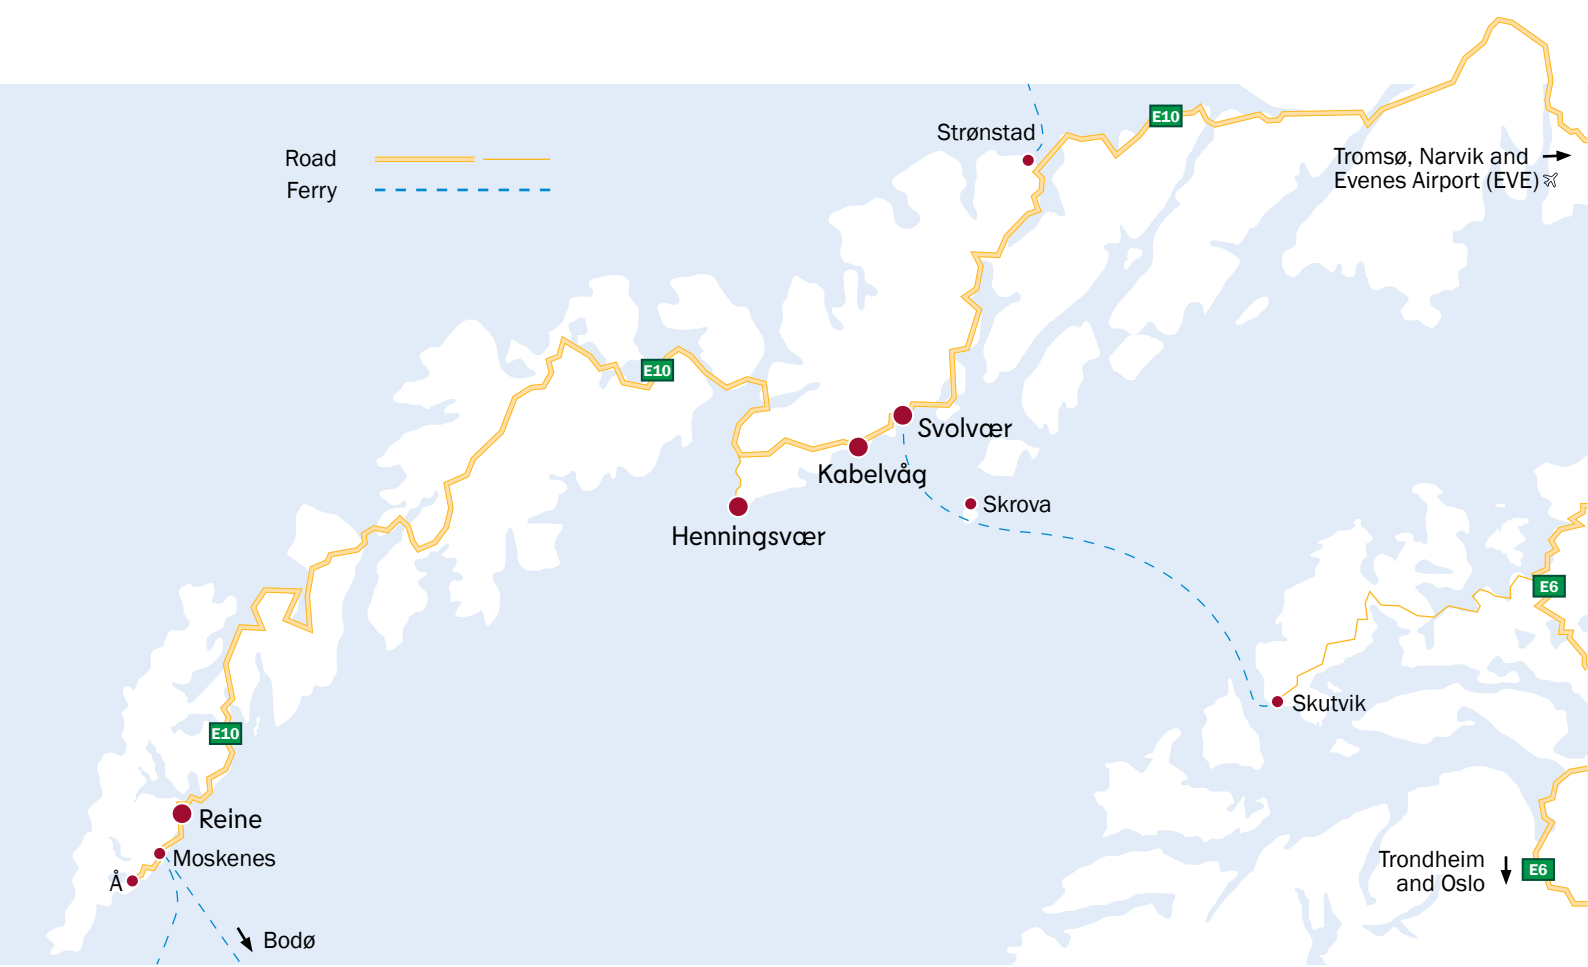 Strønstad
E10
Road
Ferry
Tromsø, Narvik and
Evenes Airport (EVE)
E10
Svolvær
Kabelvåg
Skrova
Henningsvær
E6
Skutvik
E10
Reine
Moskenes
Å
Trondheim
and Oslo
E6
Bodø